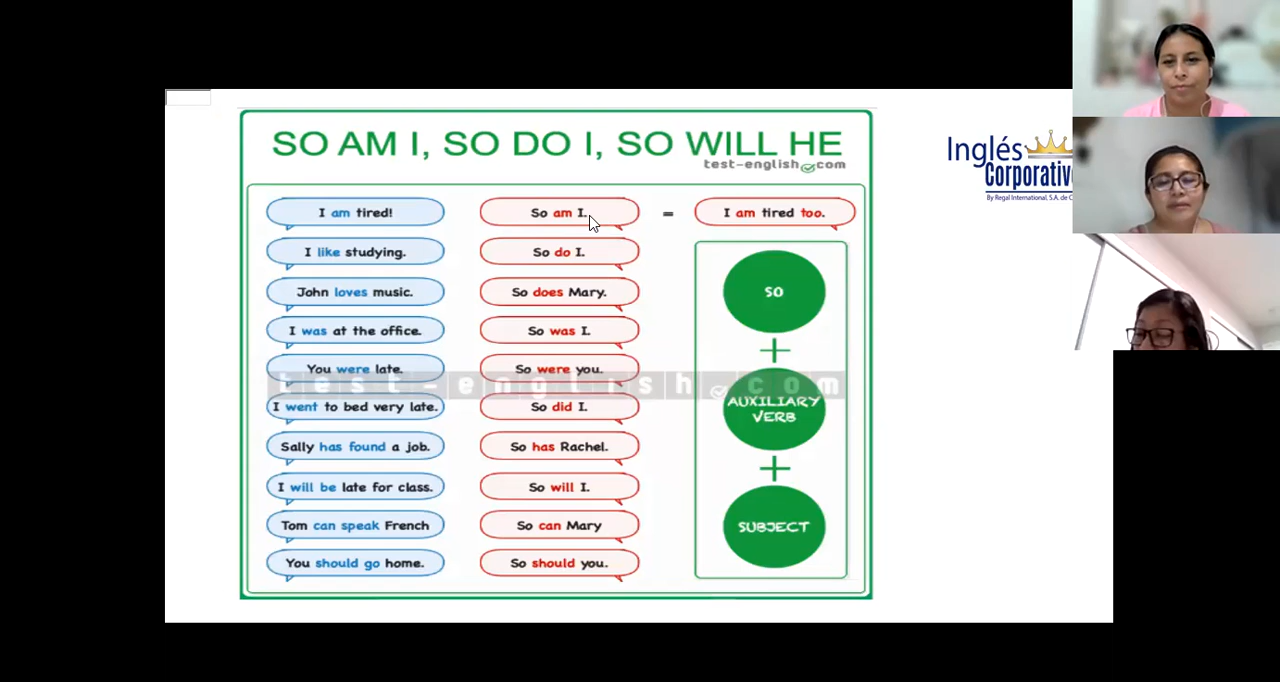 SO AM I, SO DO I, SO WILL HE
test-english.com
I am tired!
So am I.
=
I am tired too.
I like studying.
So do I.
John loves music.
So does Mary.
I was at the office.
So was I.
You were late.
So were you.
I went to bed very late.
So did I.
Sally has found a job.
So has Rachel.
I will be late for class.
So will I.
Tom can speak French
So can Mary
You should go home.
So should you.
SO
+
AUXILIARY
VERB
+
SUBJECT
test-english.com
Inglés
Corporativ
By Regal International, S.A. de C